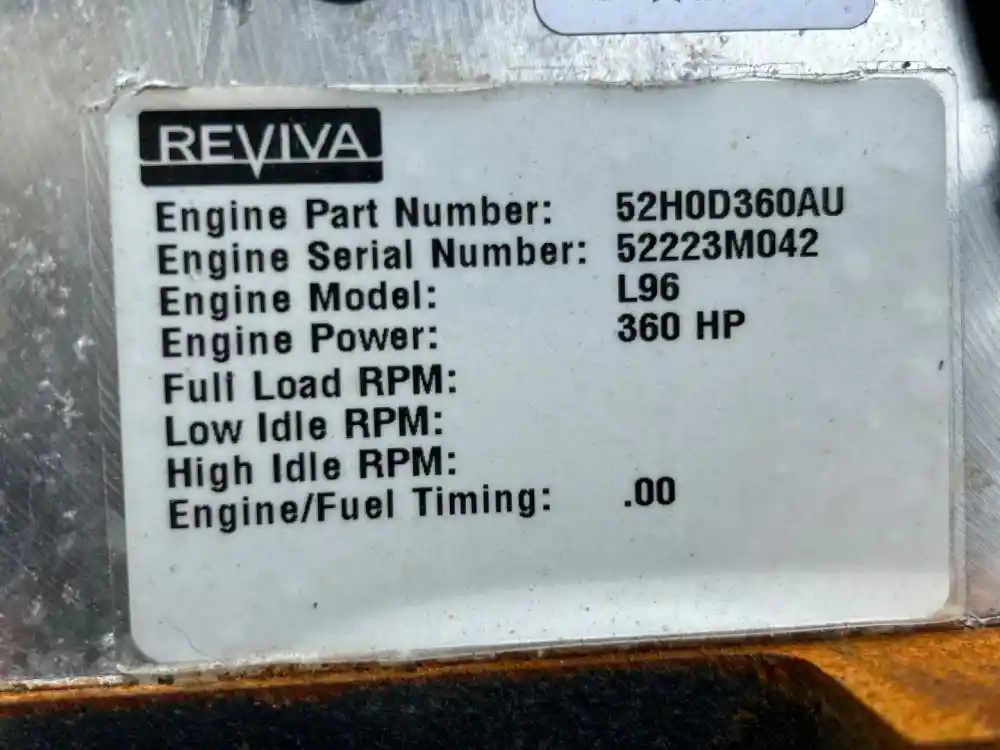 REVIVA
Engine Part Number: 52H0D360AU
Engine Serial Number: 52223M042
Engine Model: L96
Engine Power: 360 HP
Full Load RPM:
Low Idle RPM:
High Idle RPM:
Engine/Fuel Timing: .00